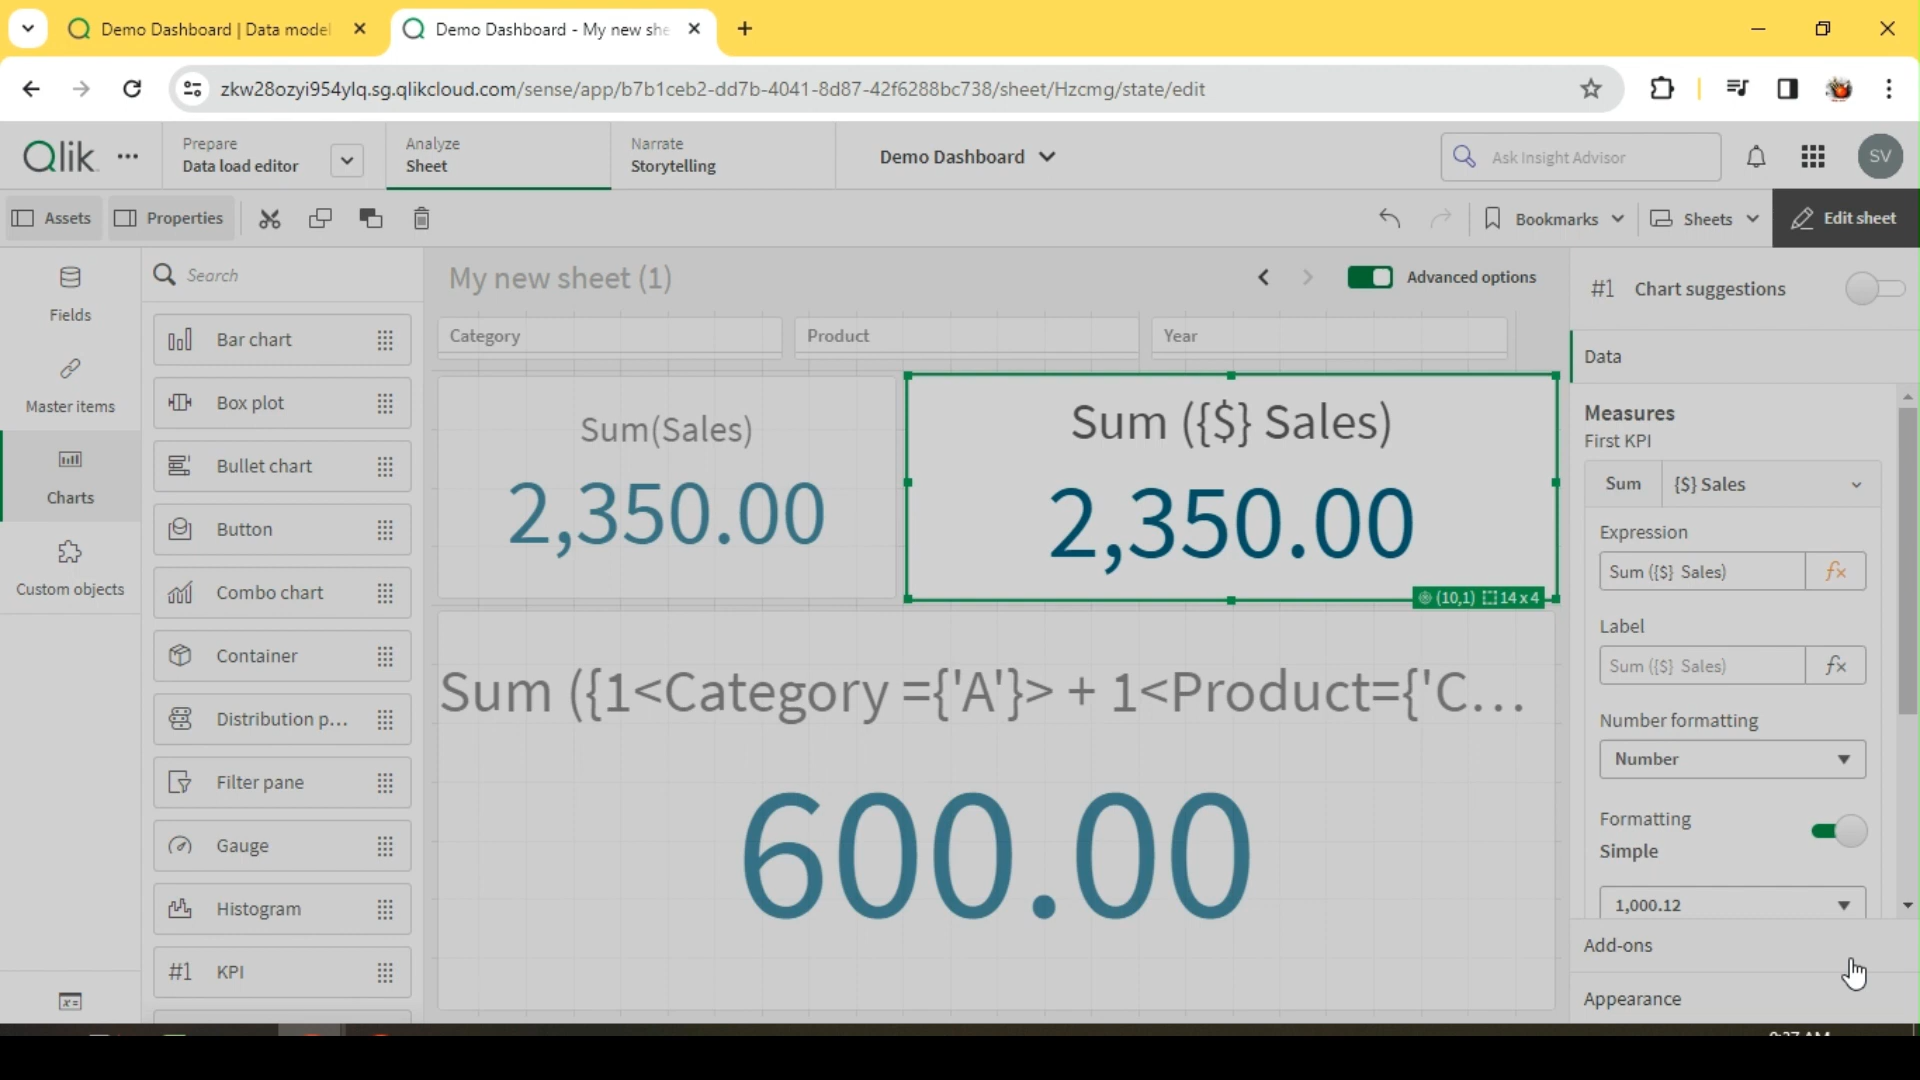 Demo Dashboard | Data model
Demo Dashboard - My new she
zkw28ozyi954ylq.sg.qlikcloud.com/sense/app/b7b1ceb2-dd7b-4041-8d87-42f6288bc738/sheet/Hzcmg/state/edit
Qlik
Prepare
Data load editor
Analyze
Sheet
Narrate
Storytelling
Demo Dashboard
Ask Insight Advisor
SV
Assets
Properties
Bookmarks
Sheets
Edit sheet
Fields
Master items
Charts
Custom objects
Search
Bar chart
Box plot
Bullet chart
Button
Combo chart
Container
Distribution p...
Filter pane
Gauge
Histogram
#1 KPI
My new sheet (1)
Advanced options
Category
Product
Year
Sum(Sales)
2,350.00
Sum ({$} Sales)
2,350.00
(10,1) 14 x 4
Sum ({1<Category ={'A'}> + 1<Product={'C...
600.00
#1 Chart suggestions
Data
Measures
First KPI
Sum {$} Sales
Expression
Sum ({$} Sales)
Label
Sum ({$} Sales)
Number formatting
Number
Formatting
Simple
1,000.12
Add-ons
Appearance